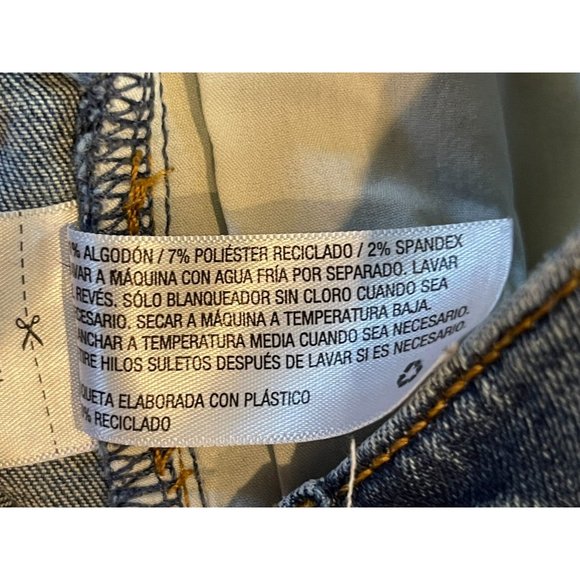 % ALGODÓN / 7% POLIÉSTER RECICLADO / 2% SPANDEX
VAR A MÁQUINA CON AGUA FRÍA POR SEPARADO. LAVAR
REVÉS. SÓLO BLANQUEADOR SIN CLORO CUANDO SEA
CESARIO. SECAR A MÁQUINA A TEMPERATURA BAJA.
ANCHAR A TEMPERATURA MEDIA CUANDO SEA NECESARIO.
TIRE HILOS SULETOS DESPUÉS DE LAVAR SI ES NECESARIO.
QUETA ELABORADA CON PLÁSTICO
% RECICLADO